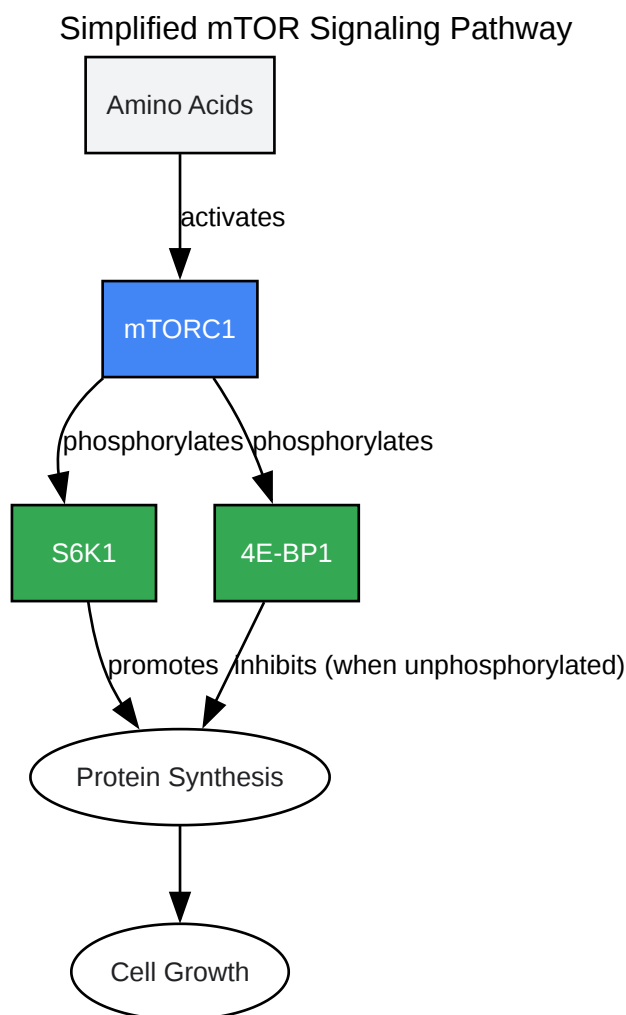 Simplified mTOR Signaling Pathway
Amino Acids
activates
mTORC1
phosphorylates
phosphorylates
S6K1
4E-BP1
promotes
inhibits (when unphosphorylated)
Protein Synthesis
Cell Growth